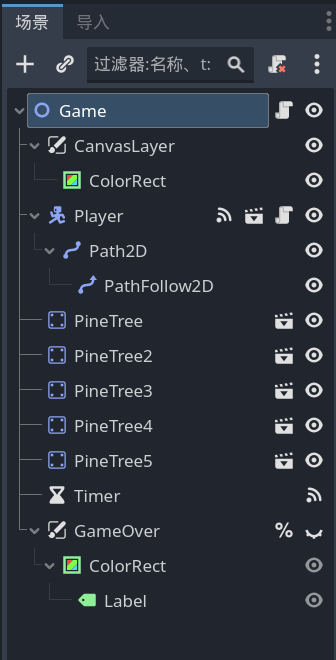 场景 导入
过滤器:名称、t:
Game
CanvasLayer
ColorRect
Player
Path2D
PathFollow2D
PineTree
PineTree2
PineTree3
PineTree4
PineTree5
Timer
GameOver %
ColorRect
Label